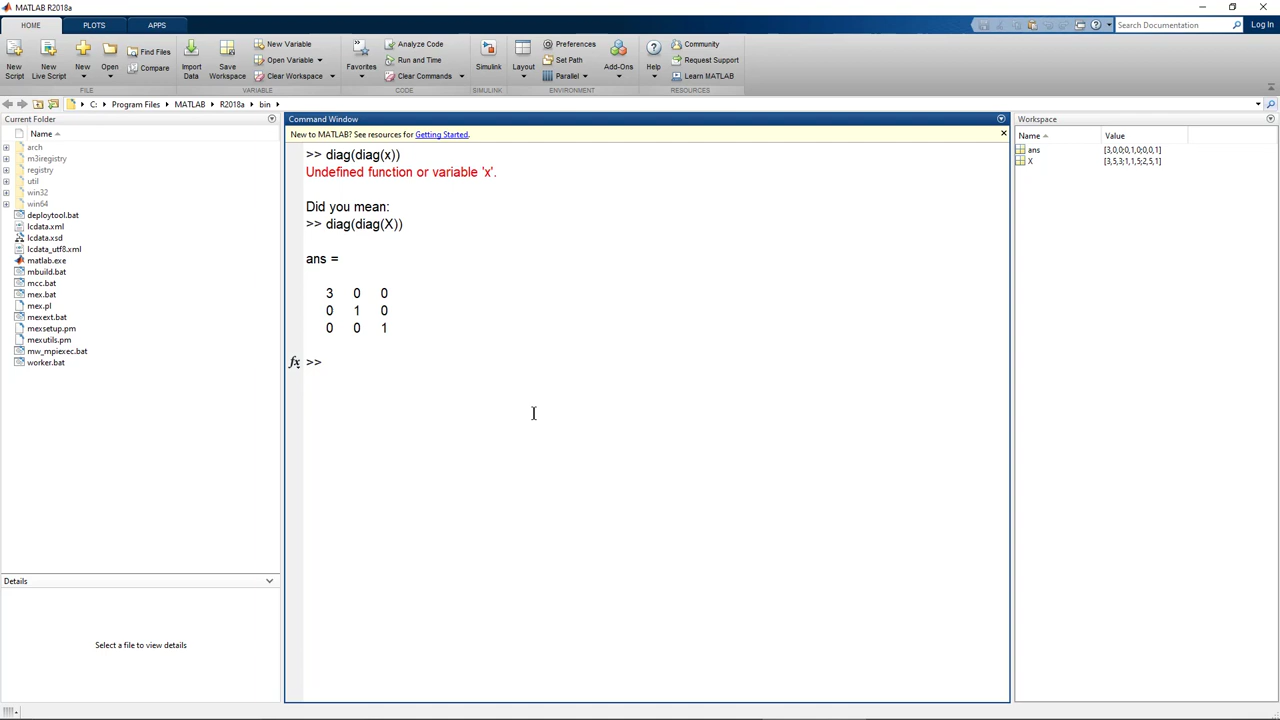 MATLAB R2018a
HOME PLOTS APPS
Search Documentation
Log In
New Script
New Live Script
New
Open
Find Files
Compare
FILE
Import Data
Save Workspace
New Variable
Open Variable
Clear Workspace
VARIABLE
Favorites
Analyze Code
Run and Time
Clear Commands
CODE
Simulink
SIMULINK
Layout
Preferences
Set Path
Parallel
Add-Ons
ENVIRONMENT
Help
Community
Request Support
Learn MATLAB
RESOURCES
C: Program Files MATLAB R2018a bin
Current Folder
Name
arch
m3iregistry
registry
util
win32
win64
deploytool.bat
lcdata.xml
lcdata.xsd
lcdata_utf8.xml
matlab.exe
mbuild.bat
mcc.bat
mex.bat
mex.pl
mexext.bat
mexsetup.pm
mexutils.pm
mw_mpiexec.bat
worker.bat
Details
Select a file to view details
Command Window
New to MATLAB? See resources for Getting Started.
>> diag(diag(x))
Undefined function or variable 'x'.
Did you mean:
>> diag(diag(X))
ans =
3 0 0
0 1 0
0 0 1
fx >>
Workspace
Name Value
ans [3,0,0;0,1,0;0,0,1]
X [3,5,3;1,1,5;2,5,1]